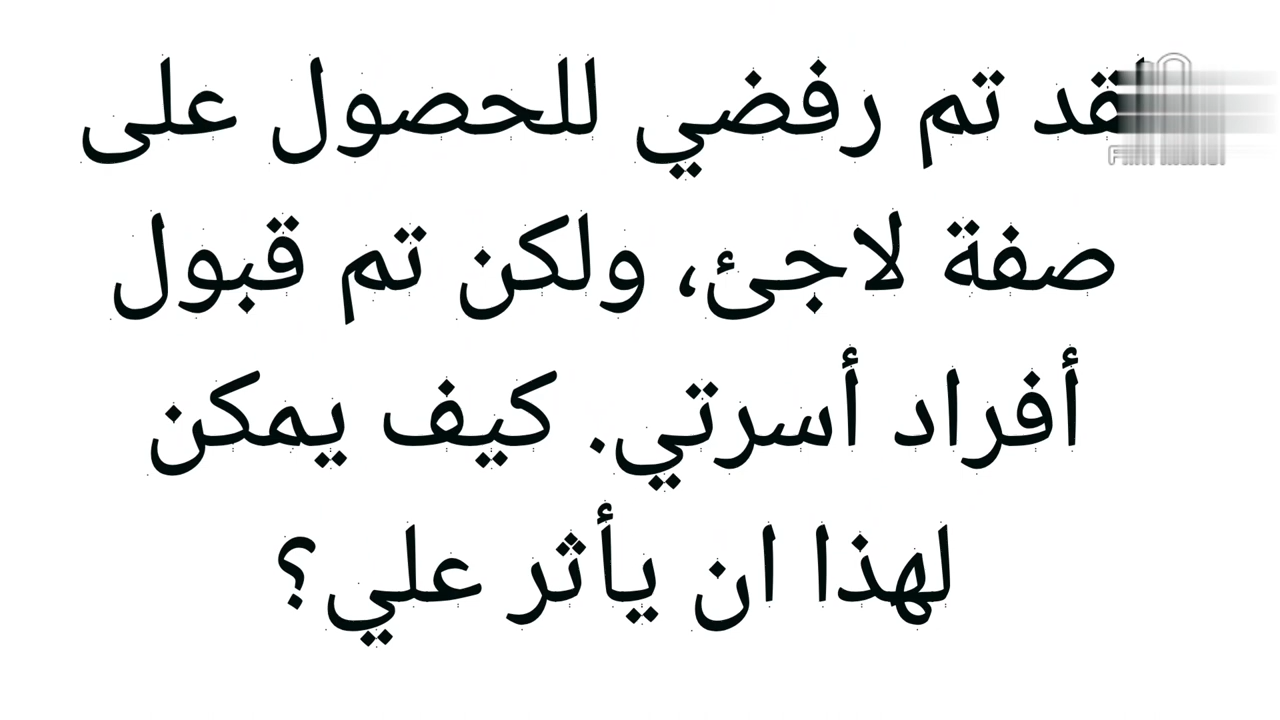 لقد تم رفضي للحصول على
صفة لاجئ، ولكن تم قبول
أفراد أسرتي. كيف يمكن
لهذا ان يأثر علي؟